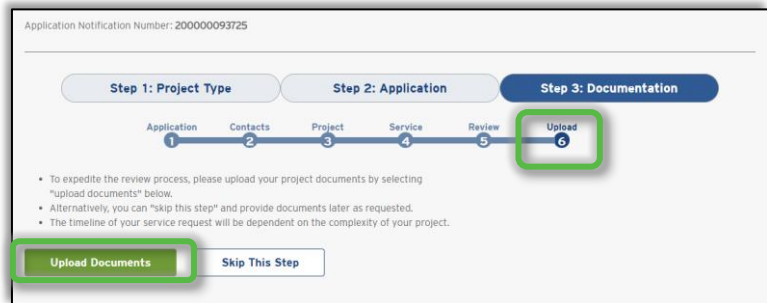 Application Notification Number: 200000093725
Step 1: Project Type Step 2: Application Step 3: Documentation
Application Contacts Project Service Review Upload
1 2 3 4 5 6
• To expedite the review process, please upload your project documents by selecting
"upload documents" below.
• Alternatively, you can "skip this step" and provide documents later as requested.
• The timeline of your service request will be dependent on the complexity of your project.
Upload Documents Skip This Step